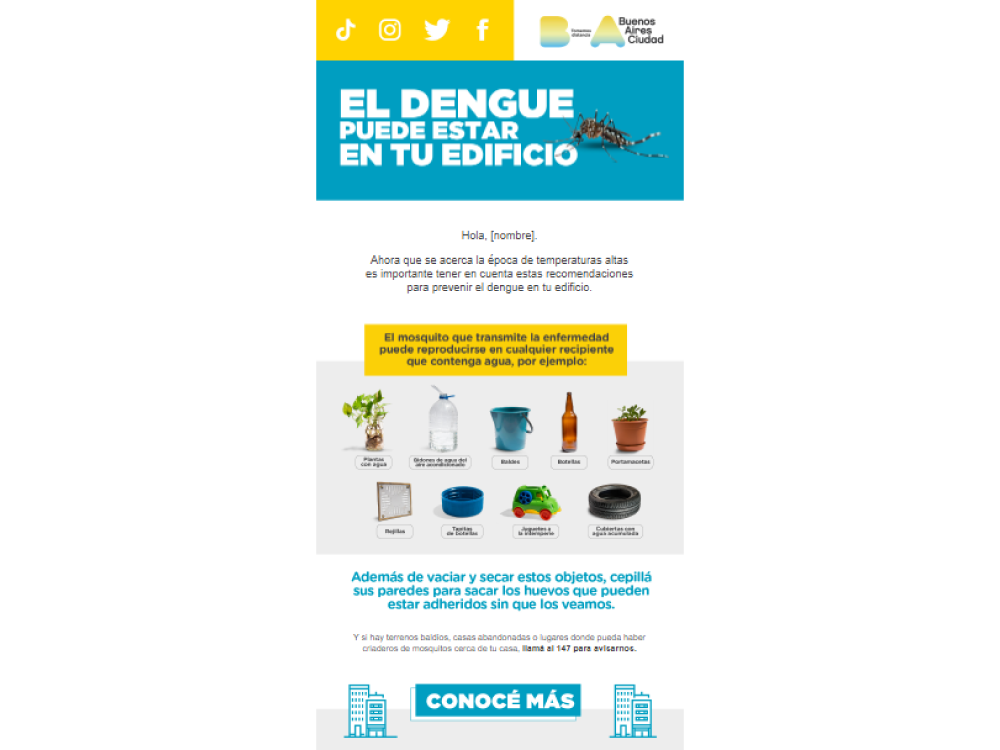 BA
Tomamos
distancia
Buenos
Aires
Ciudad
EL DENGUE
PUEDE ESTAR
EN TU EDIFICIO
Hola, [nombre].
Ahora que se acerca la época de temperaturas altas
es importante tener en cuenta estas recomendaciones
para prevenir el dengue en tu edificio.
El mosquito que transmite la enfermedad
puede reproducirse en cualquier recipiente
que contenga agua, por ejemplo:
Plantas
con agua
Bidones de agua del
aire acondicionado
Baldes
Botellas
Portamacetas
Rejillas
Tapitas
de botellas
Juguetes a
la intemperie
Cubiertas con
agua acumulada
Además de vaciar y secar estos objetos, cepillá
sus paredes para sacar los huevos que pueden
estar adheridos sin que los veamos.
Y si hay terrenos baldíos, casas abandonadas o lugares donde pueda haber
criaderos de mosquitos cerca de tu casa, llamá al 147 para avisarnos.
CONOCÉ MÁS